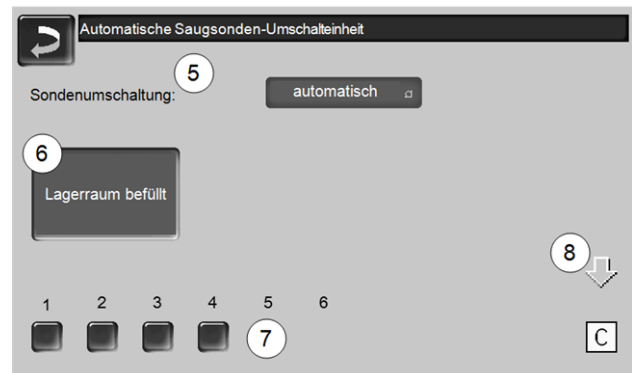 Automatische Saugsonden-Umschalteinheit
5
Sondenumschaltung: automatisch
6
Lagerraum befüllt
8
1 2 3 4 5 6
7
C